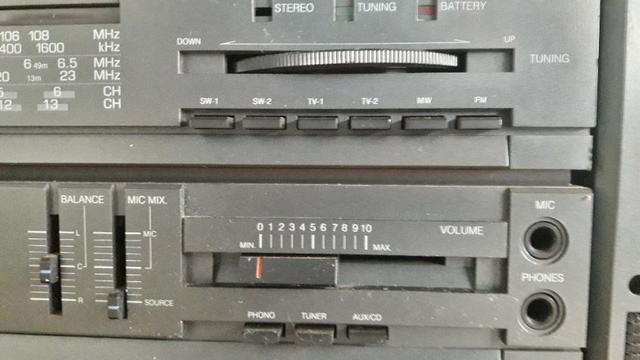 STEREO TUNING BATTERY
106 108 MHz
1400 1600 kHz
6 49m 6.5 MHz
20 13m 23 MHz
5 6 CH
12 13 CH
DOWN UP
TUNING
SW-1 SW-2 TV-1 TV-2 MW FM
BALANCE MIC MIX.
L MIC
C
R SOURCE
0 1 2 3 4 5 6 7 8 9 10
MIN. MAX.
VOLUME
MIC
PHONES
PHONO TUNER AUX/CD